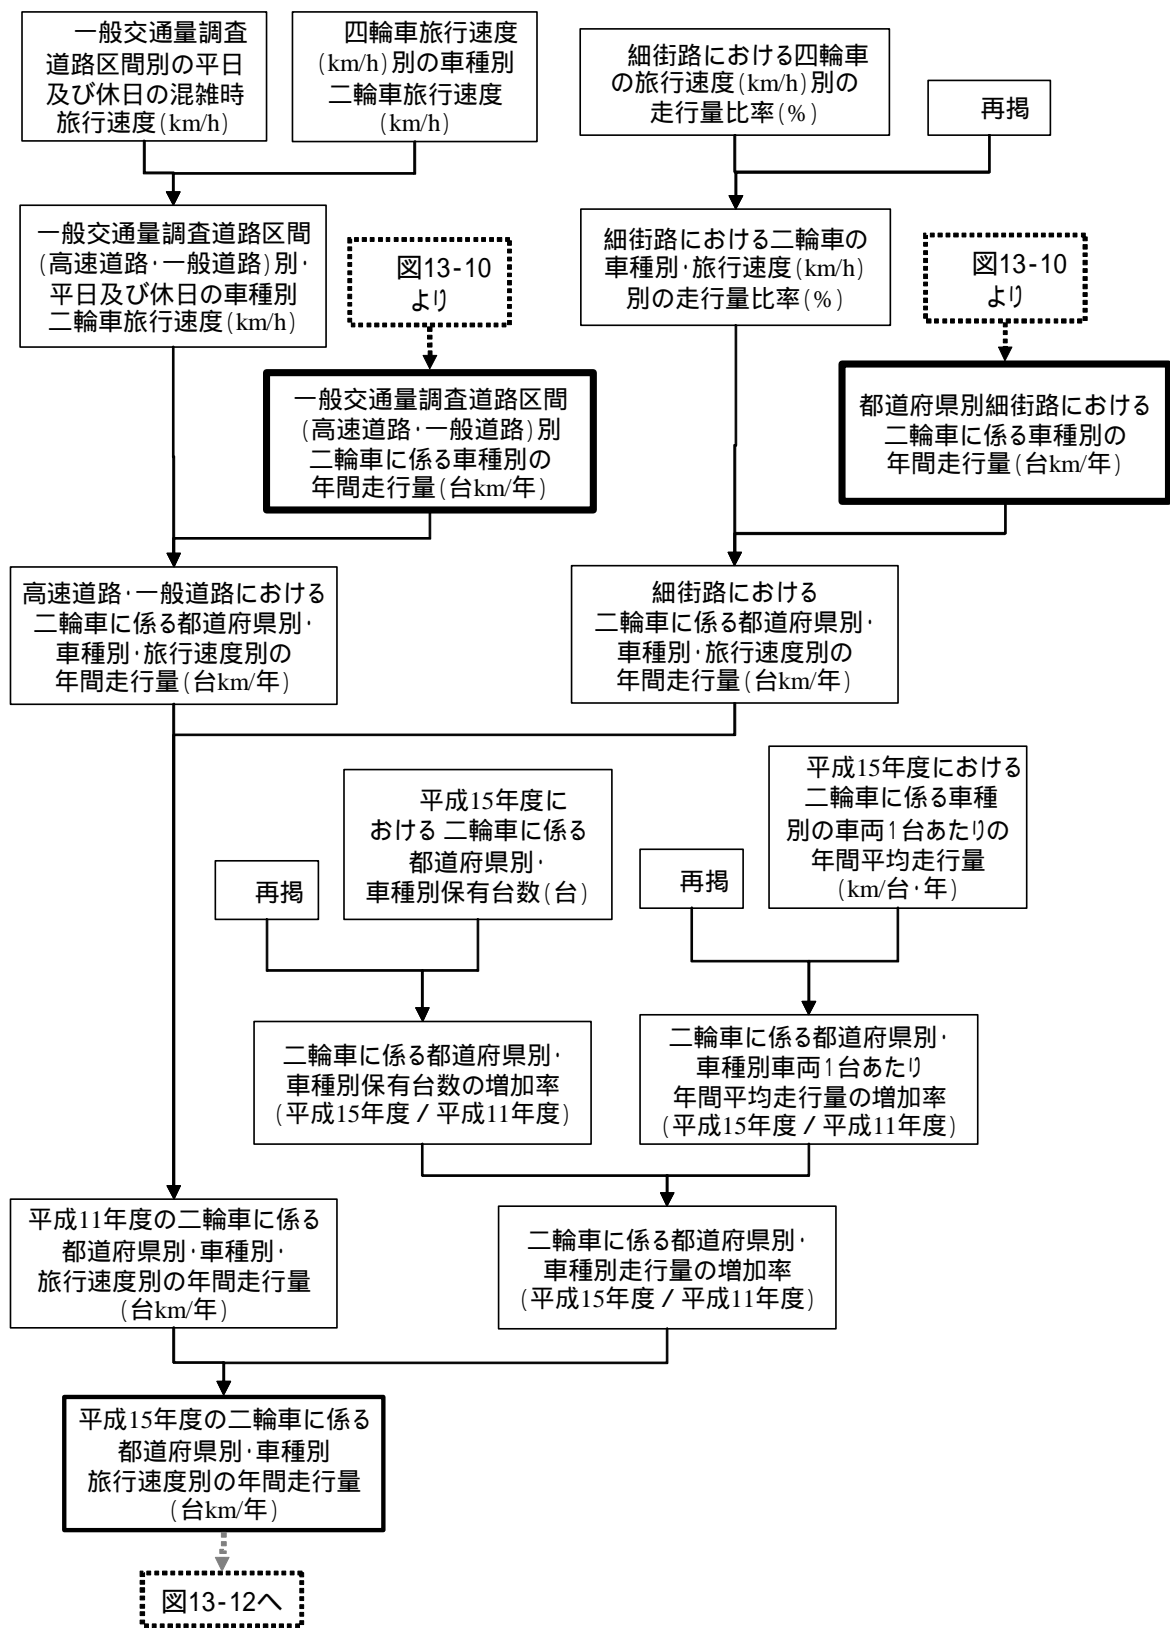 一般交通量調査
道路区間別の平日
及び休日の混雑時
旅行速度(km/h)
四輪車旅行速度
(km/h)別の車種別
二輪車旅行速度
(km/h)
細街路における四輪車
の旅行速度(km/h)別の
走行量比率(%)
再掲
一般交通量調査道路区間
(高速道路・一般道路)別・
平日及び休日の車種別
二輪車旅行速度(km/h)
図13-10
より
細街路における二輪車の
車種別・旅行速度(km/h)
別の走行量比率(%)
図13-10
より
一般交通量調査道路区間
(高速道路・一般道路)別
二輪車に係る車種別の
年間走行量(台km/年)
都道府県別細街路における
二輪車に係る車種別の
年間走行量(台km/年)
高速道路・一般道路における
二輪車に係る都道府県別・
車種別・旅行速度別の
年間走行量(台km/年)
細街路における
二輪車に係る都道府県別・
車種別・旅行速度別の
年間走行量(台km/年)
再掲
平成15年度に
おける二輪車に係る
都道府県別・
車種別保有台数(台)
再掲
平成15年度における
二輪車に係る車種
別の車両1台あたりの
年間平均走行量
(km/台・年)
二輪車に係る都道府県別・
車種別保有台数の増加率
(平成15年度/平成11年度)
二輪車に係る都道府県別・
車種別車両1台あたり
年間平均走行量の増加率
(平成15年度/平成11年度)
平成11年度の二輪車に係る
都道府県別・車種別・
旅行速度別の年間走行量
(台km/年)
二輪車に係る都道府県別・
車種別走行量の増加率
(平成15年度/平成11年度)
平成15年度の二輪車に係る
都道府県別・車種別
旅行速度別の年間走行量
(台km/年)
図13-12へ